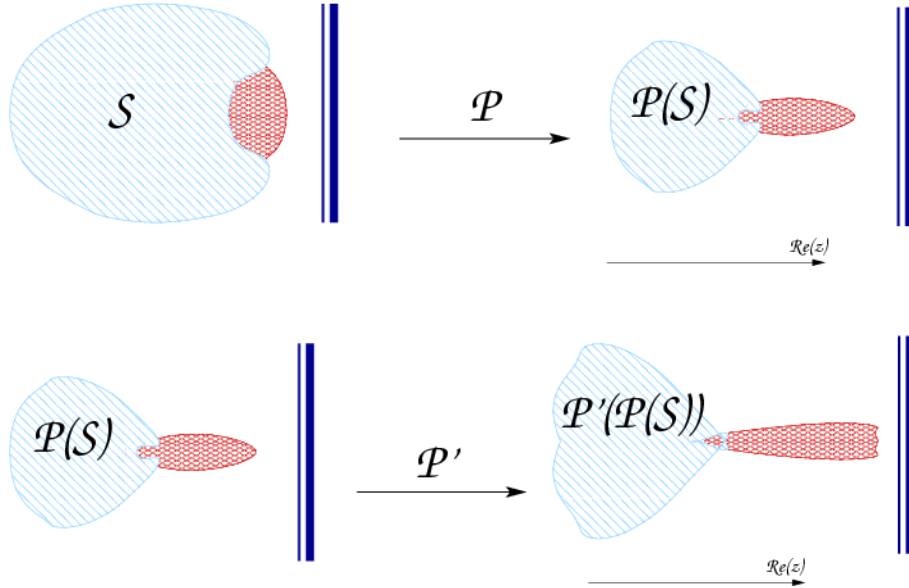 S
P
P(S)
Re(z)
P(S)
P'
P'(P(S))
Re(z)